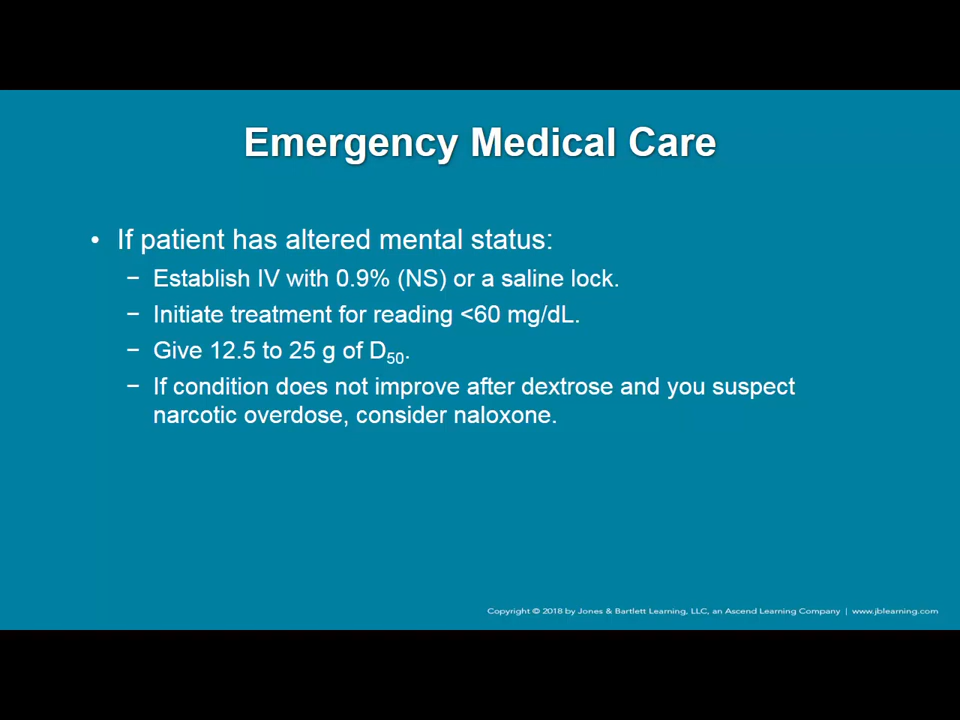 Emergency Medical Care
• If patient has altered mental status:
− Establish IV with 0.9% (NS) or a saline lock.
− Initiate treatment for reading <60 mg/dL.
− Give 12.5 to 25 g of D50.
− If condition does not improve after dextrose and you suspect
narcotic overdose, consider naloxone.
Copyright © 2018 by Jones & Bartlett Learning, LLC, an Ascend Learning Company | www.jblearning.com